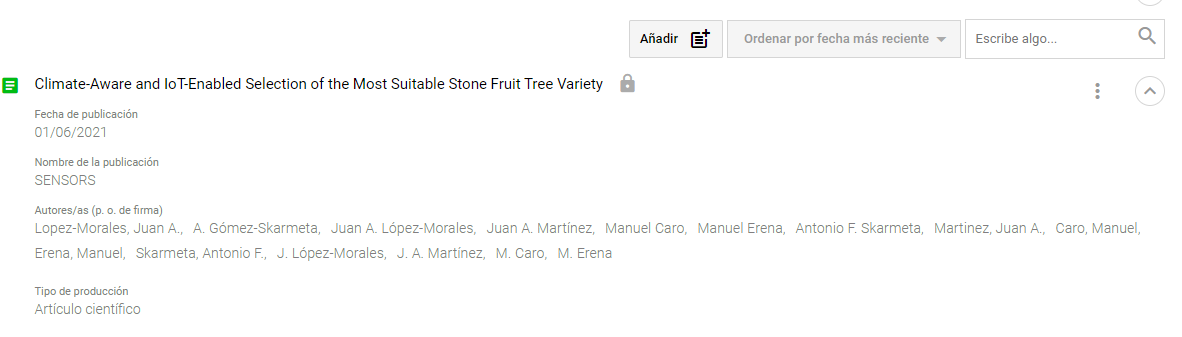 Añadir
Ordenar por fecha más reciente
Escribe algo...
Climate-Aware and IoT-Enabled Selection of the Most Suitable Stone Fruit Tree Variety
Fecha de publicación
01/06/2021
Nombre de la publicación
SENSORS
Autores/as (p. o. de firma)
Lopez-Morales, Juan A., A. Gómez-Skarmeta, Juan A. López-Morales, Juan A. Martínez, Manuel Caro, Manuel Erena, Antonio F. Skarmeta, Martinez, Juan A., Caro, Manuel,
Erena, Manuel, Skarmeta, Antonio F., J. López-Morales, J. A. Martínez, M. Caro, M. Erena
Tipo de producción
Artículo científico